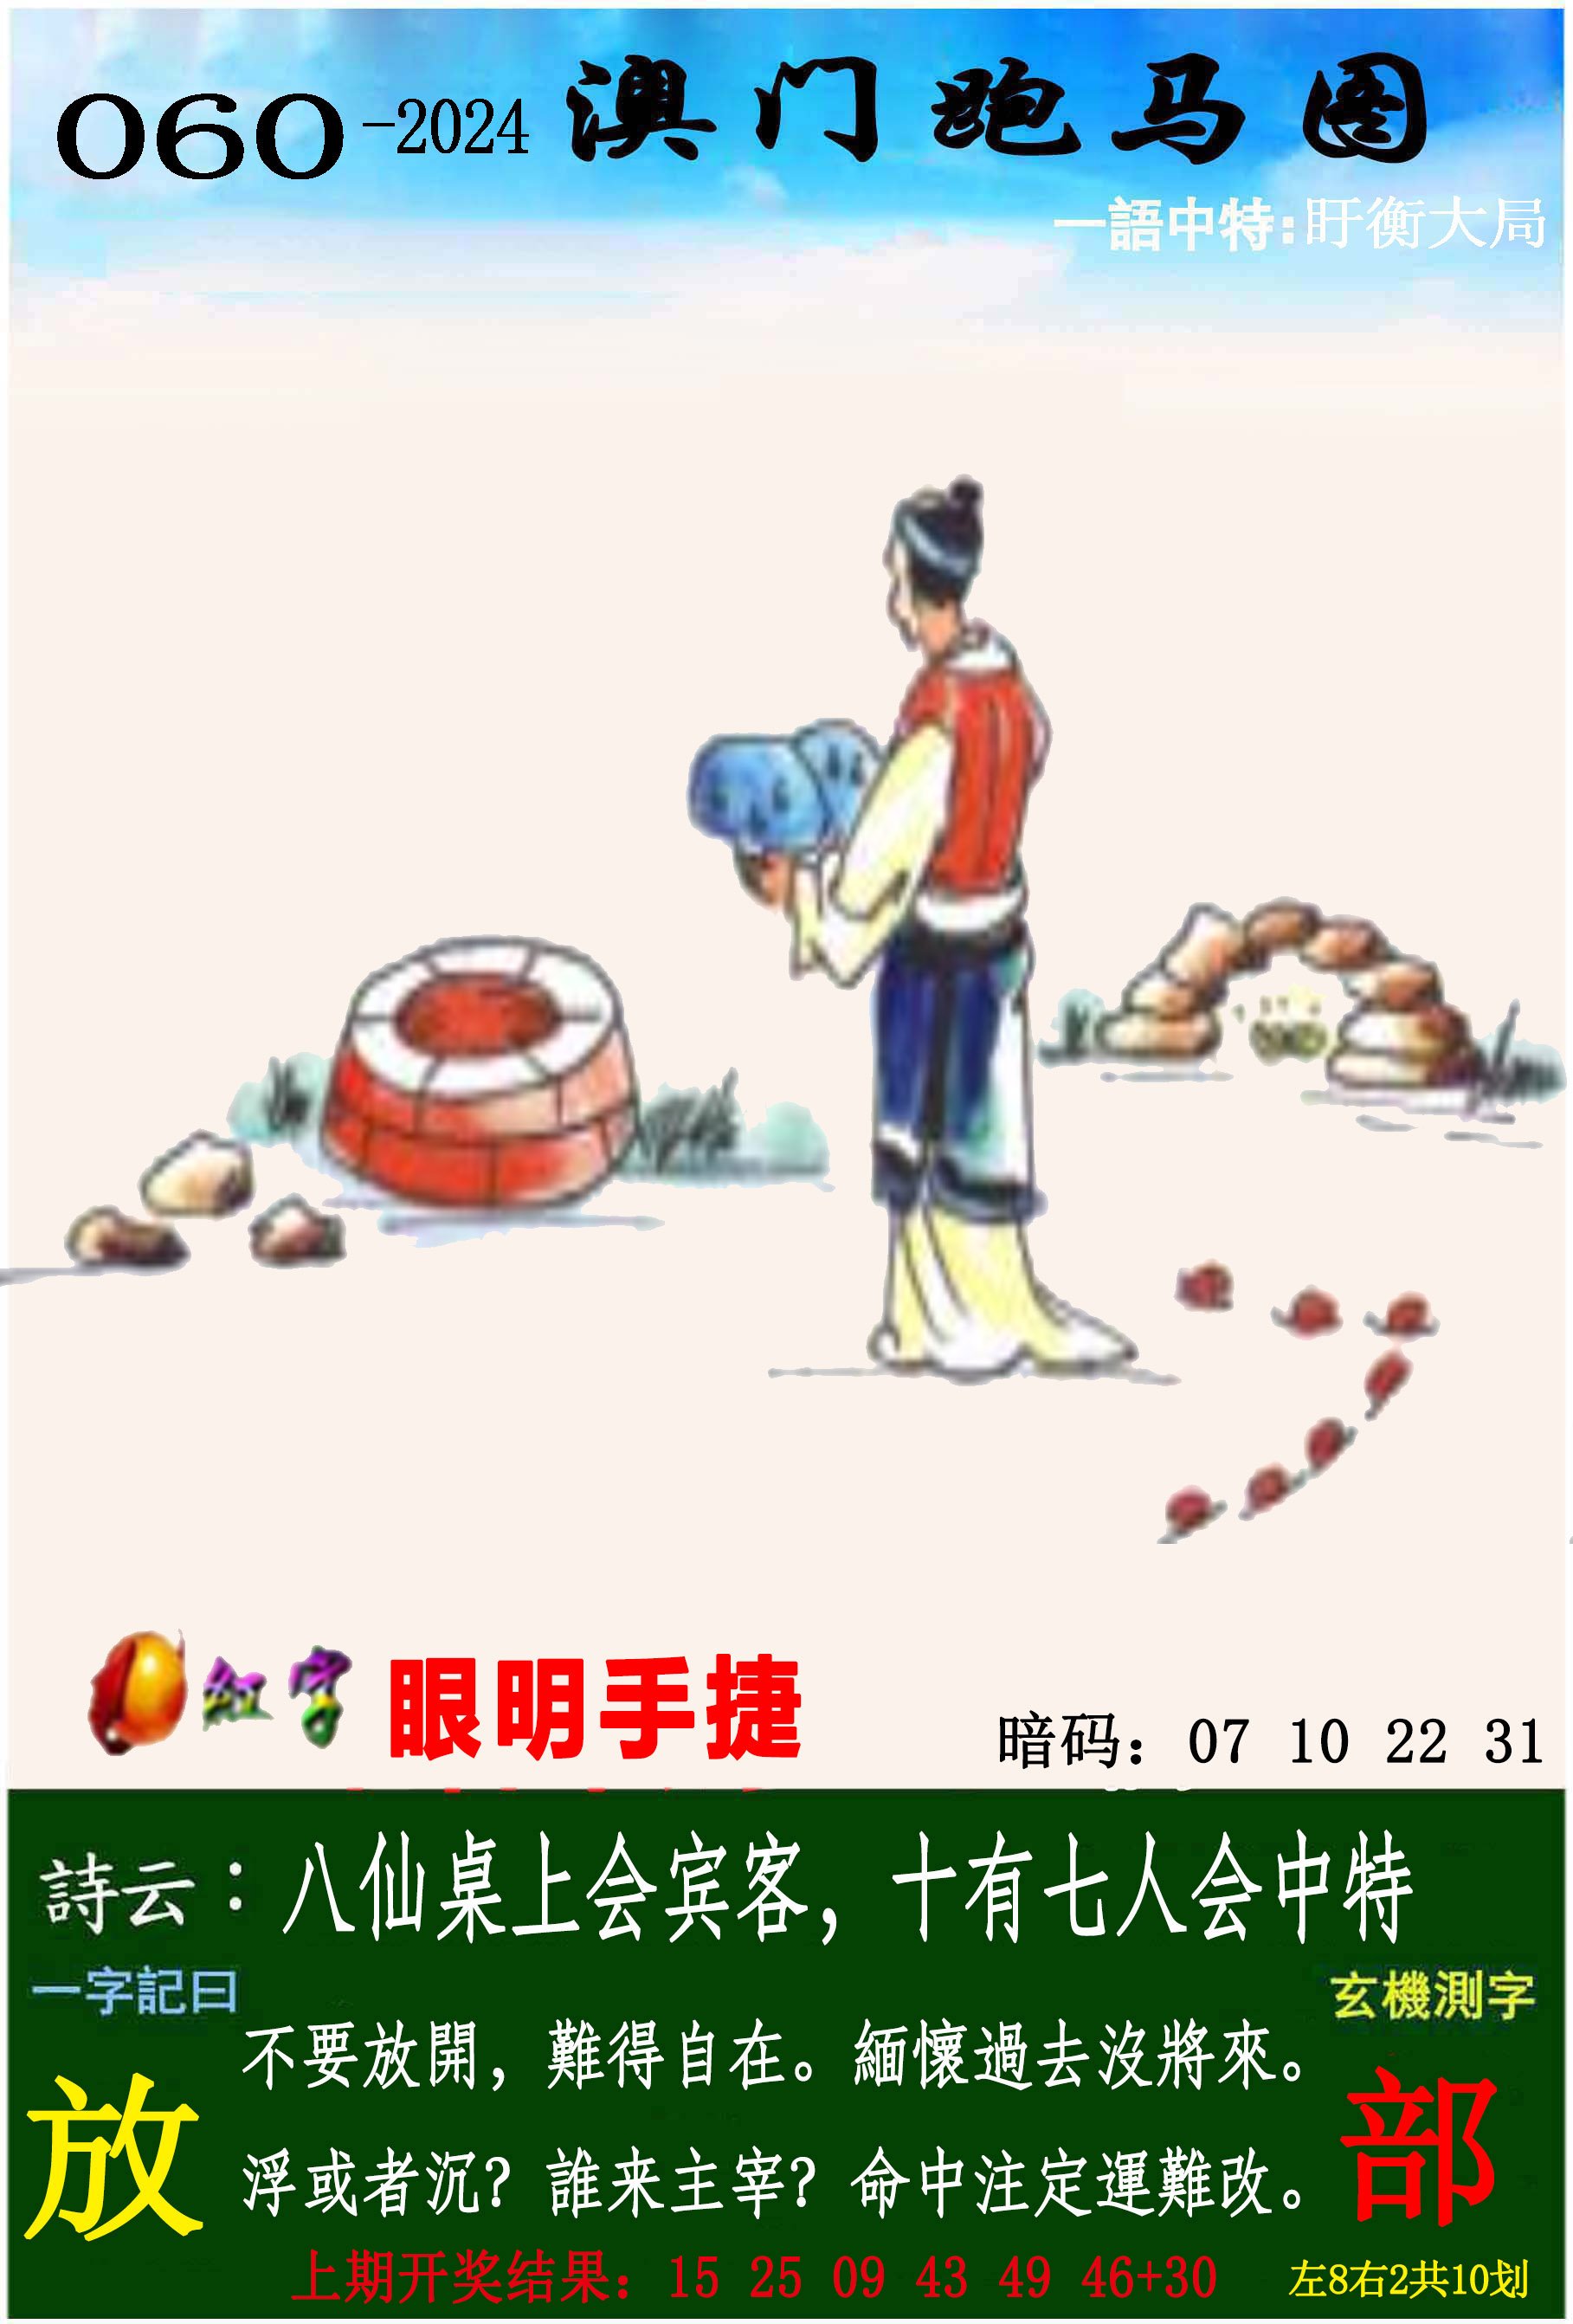 060-2024 澳门跑马图
一語中特:盱衡大局
红字 眼明手捷
暗码：07 10 22 31
詩云：八仙桌上会宾客，十有七人会中特
一字記曰
玄機測字
不要放開，難得自在。緬懷過去沒將來。
放
部
浮或者沉？誰来主宰？命中注定運難改。
上期开奖结果：15 25 09 43 49 46+30
左8右2共10划